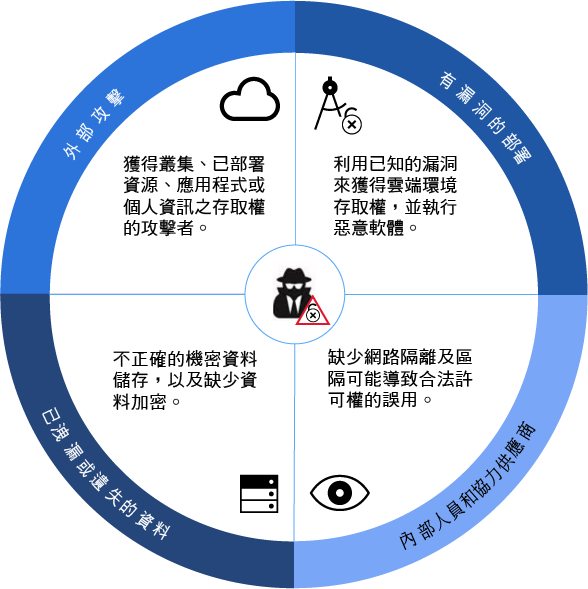 外部攻擊
獲得叢集、已部署
資源、應用程式或
個人資訊之存取權
的攻擊者。
有漏洞的部署
利用已知的漏洞
來獲得雲端環境
存取權，並執行
惡意軟體。
已洩漏或遺失的資料
不正確的機密資料
儲存，以及缺少資
料加密。
內部人員和協力供應商
缺少網路隔離及區
隔可能導致合法許
可權的誤用。